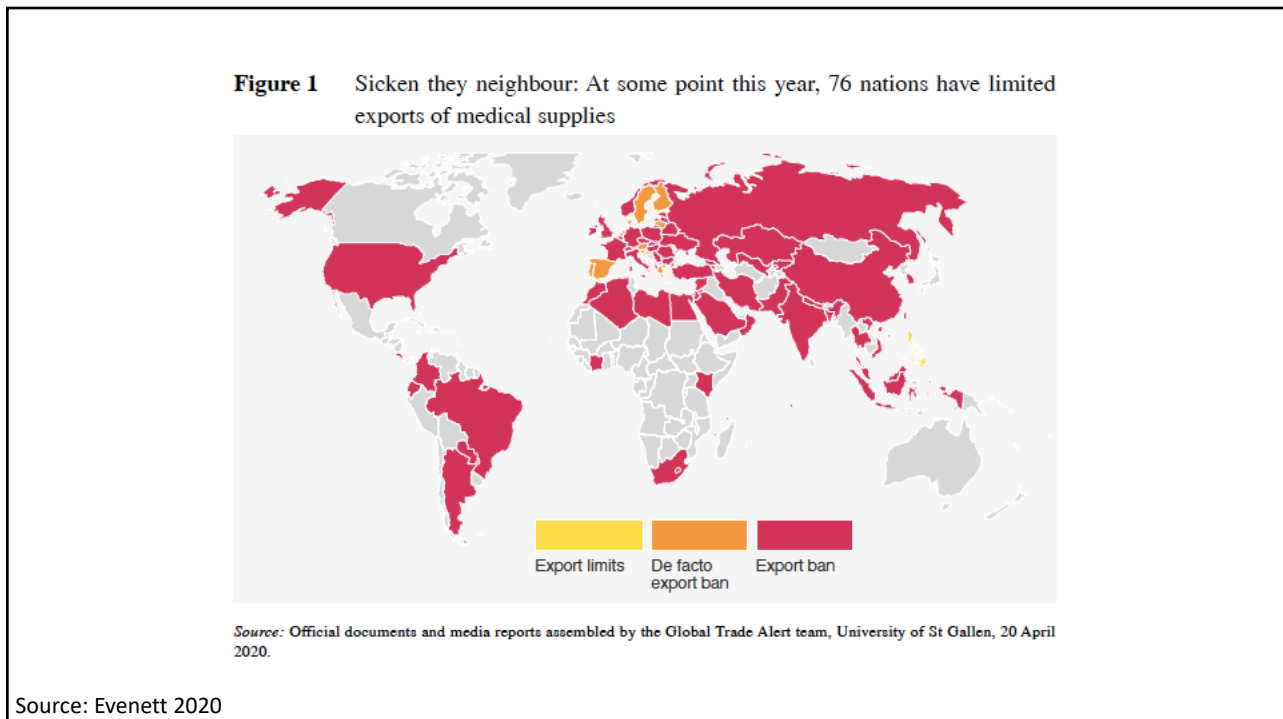 Figure 1 Sicken they neighbour: At some point this year, 76 nations have limited
exports of medical supplies
Export limits
De facto
export ban
Export ban
Source: Official documents and media reports assembled by the Global Trade Alert team, University of St Gallen, 20 April
2020.
Source: Evenett 2020